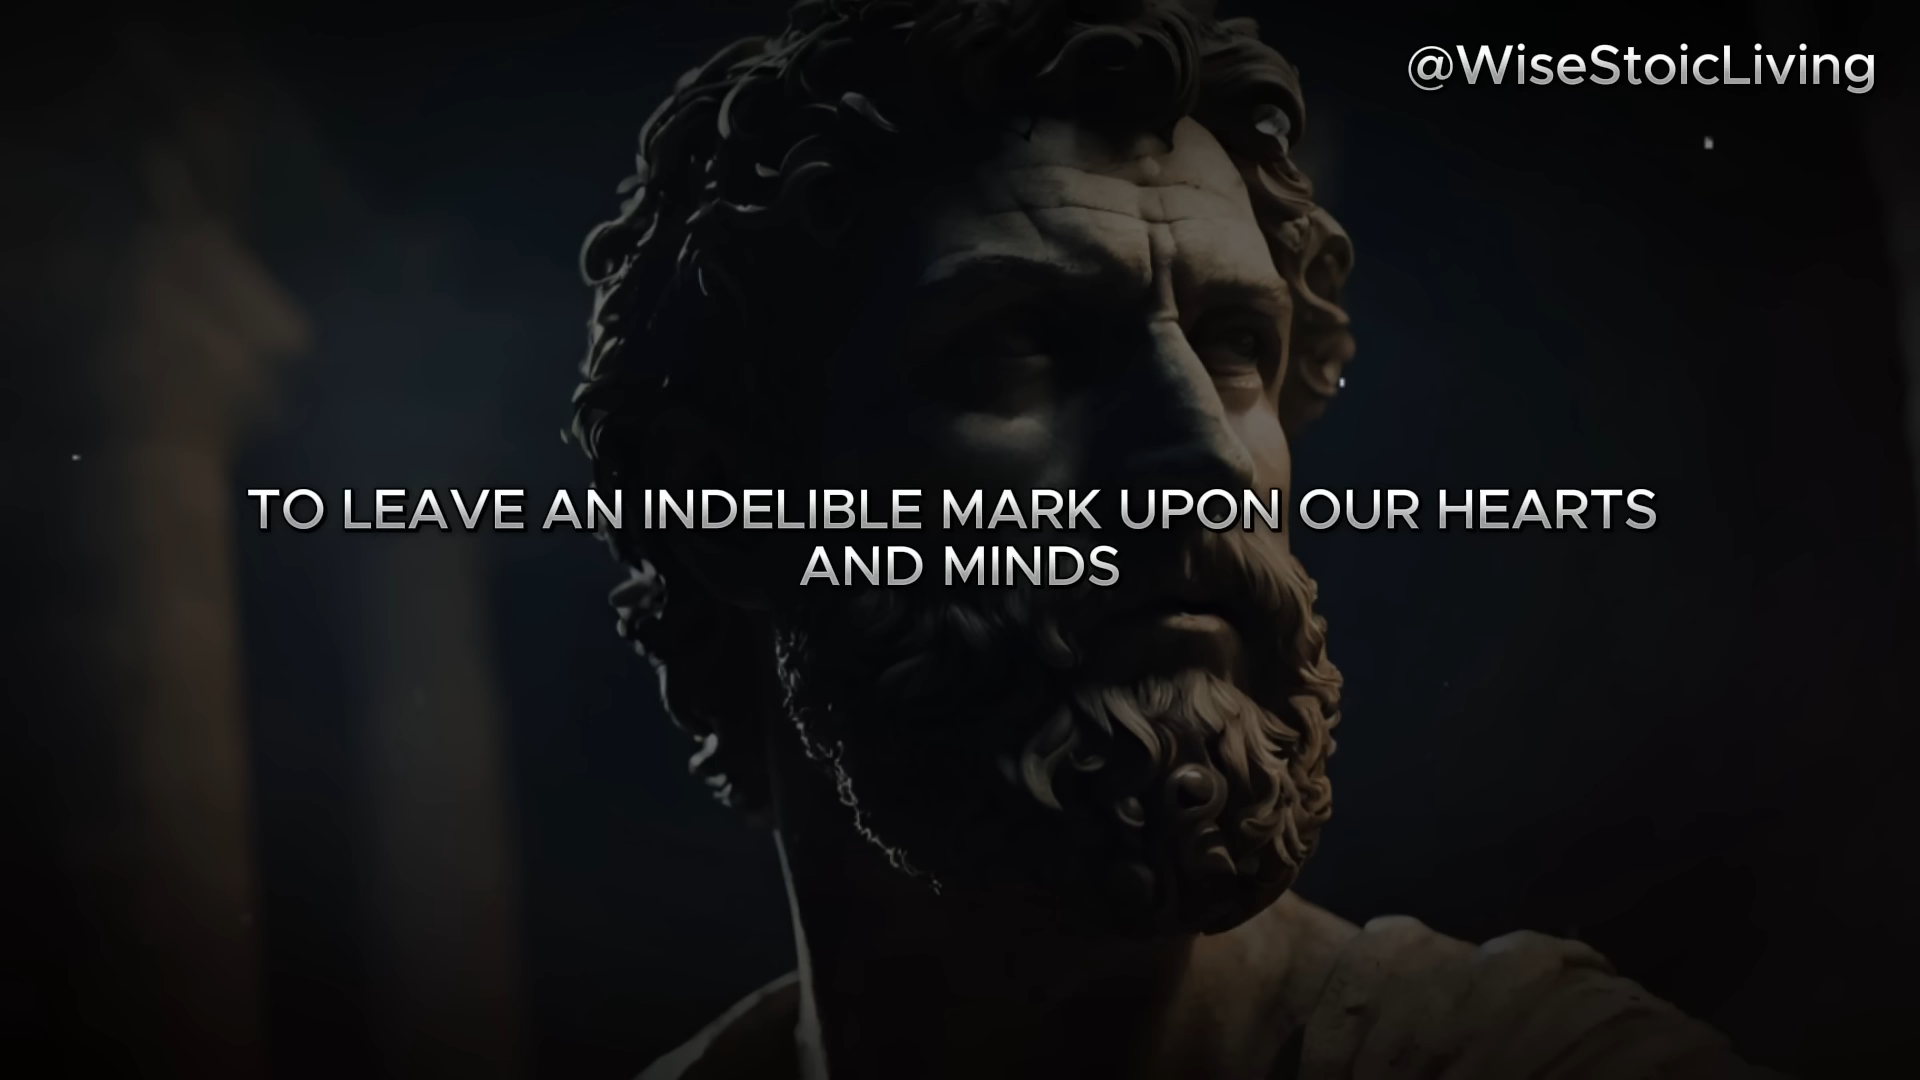 @WiseStoicLiving
TO LEAVE AN INDELIBLE MARK UPON OUR HEARTS
AND MINDS